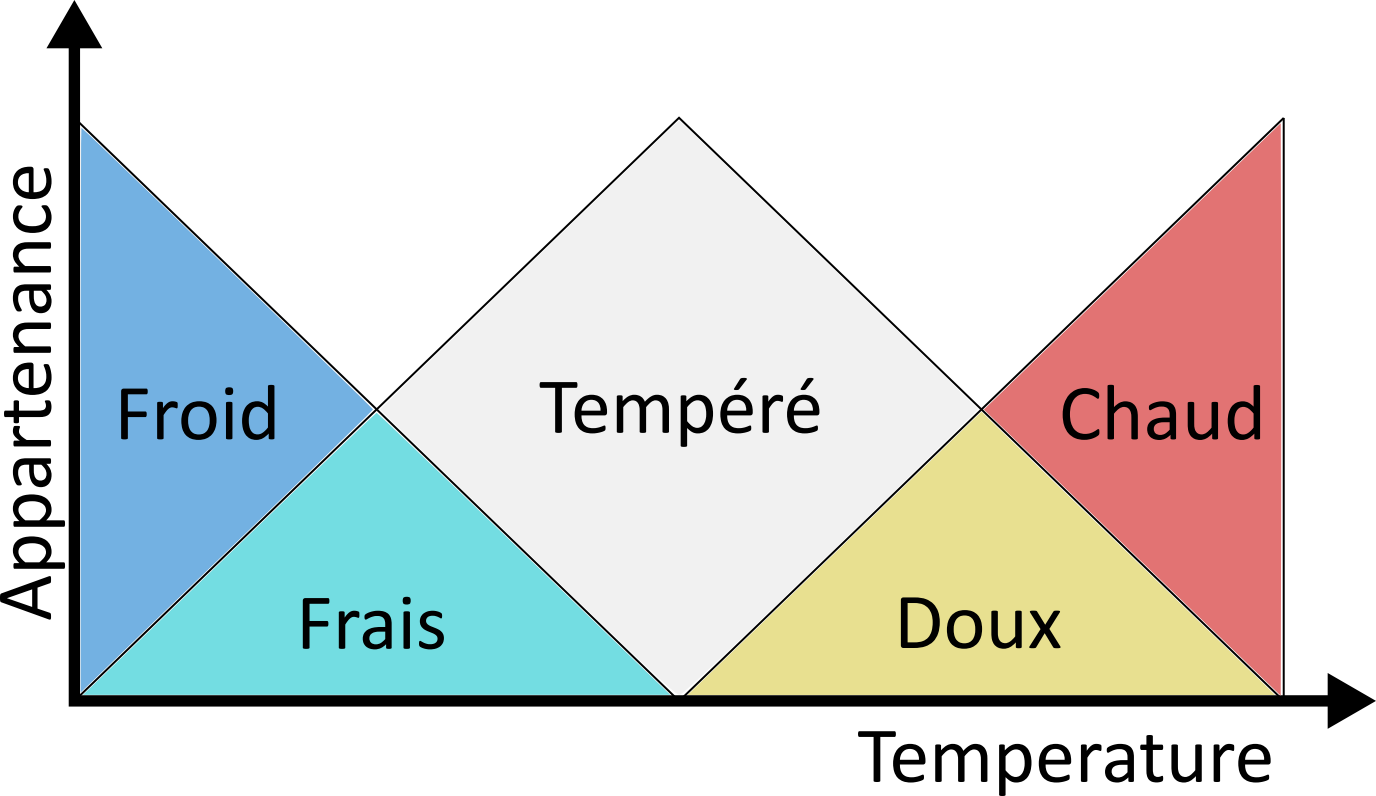 Appartenance
Froid
Tempéré
Chaud
Frais
Doux
Temperature